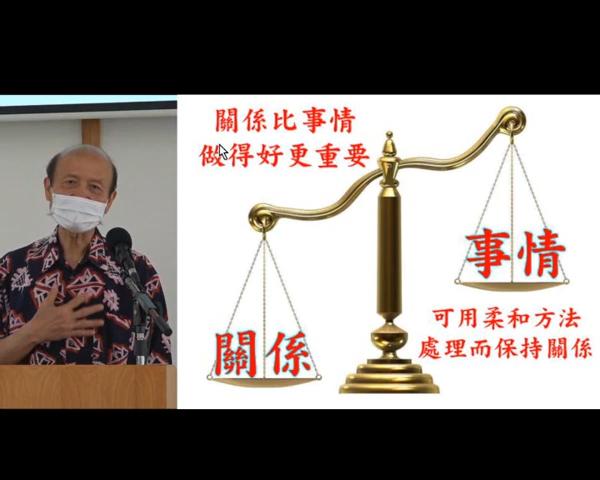 關係比事情
做得好更重要
事情
關係
可用柔和方法
處理而保持關係